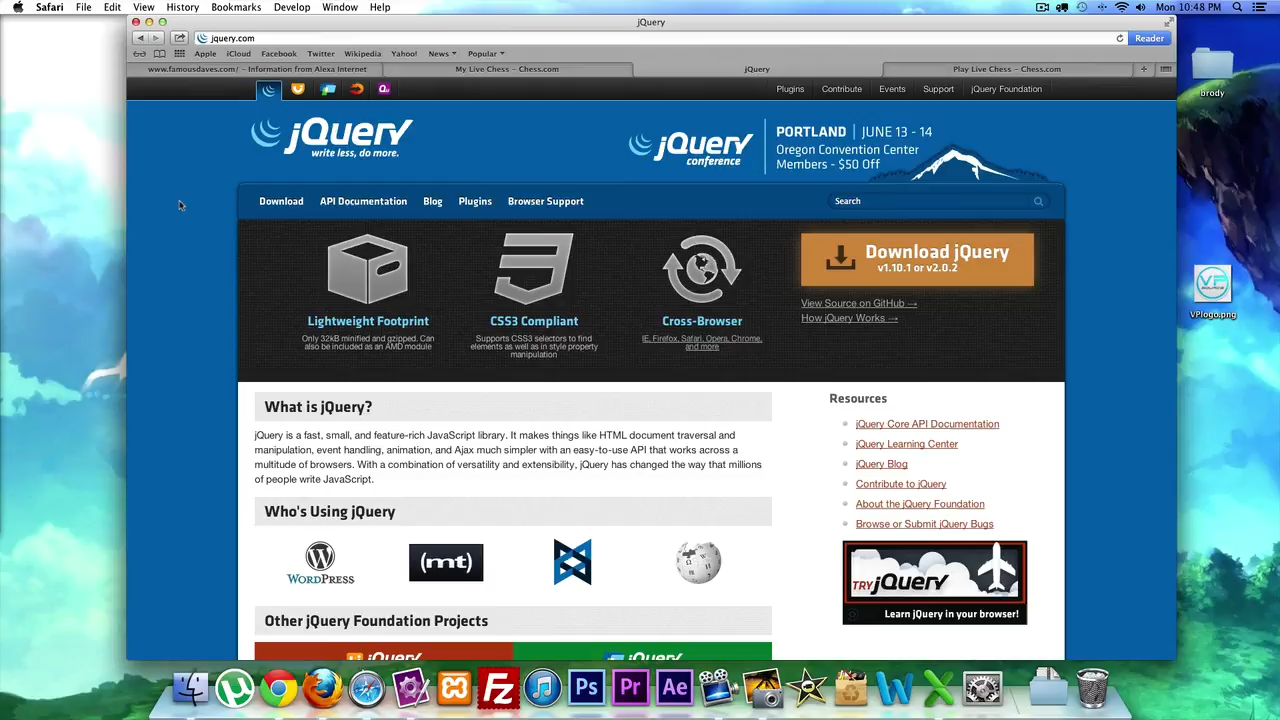 Safari File Edit View History Bookmarks Develop Window Help
Mon 10:48 PM
jQuery
jquery.com
Reader
Apple iCloud Facebook Twitter Wikipedia Yahoo! News Popular
www.famousdaves.com/ – Information from Alexa Internet
My Live Chess – Chess.com
jQuery
Play Live Chess – Chess.com
Plugins Contribute Events Support jQuery Foundation
brody
jQuery
write less, do more.
jQuery
conference
PORTLAND | JUNE 13 - 14
Oregon Convention Center
Members - $50 Off
Download API Documentation Blog Plugins Browser Support
Search
Lightweight Footprint
Only 32kB minified and gzipped. Can
also be included as an AMD module
CSS3 Compliant
Supports CSS3 selectors to find
elements as well as in style property
manipulation
Cross-Browser
IE, Firefox, Safari, Opera, Chrome,
and more
Download jQuery
v1.10.1 or v2.0.2
View Source on GitHub →
How jQuery Works →
VPlogo.png
What is jQuery?
jQuery is a fast, small, and feature-rich JavaScript library. It makes things like HTML document traversal and
manipulation, event handling, animation, and Ajax much simpler with an easy-to-use API that works across a
multitude of browsers. With a combination of versatility and extensibility, jQuery has changed the way that millions
of people write JavaScript.
Who's Using jQuery
WORDPRESS
(mt)
Other jQuery Foundation Projects
jQuery
jQuery
Resources
jQuery Core API Documentation
jQuery Learning Center
jQuery Blog
Contribute to jQuery
About the jQuery Foundation
Browse or Submit jQuery Bugs
TRY jQuery
Learn jQuery in your browser!
Fz
Ps
Pr
Ae
W
X